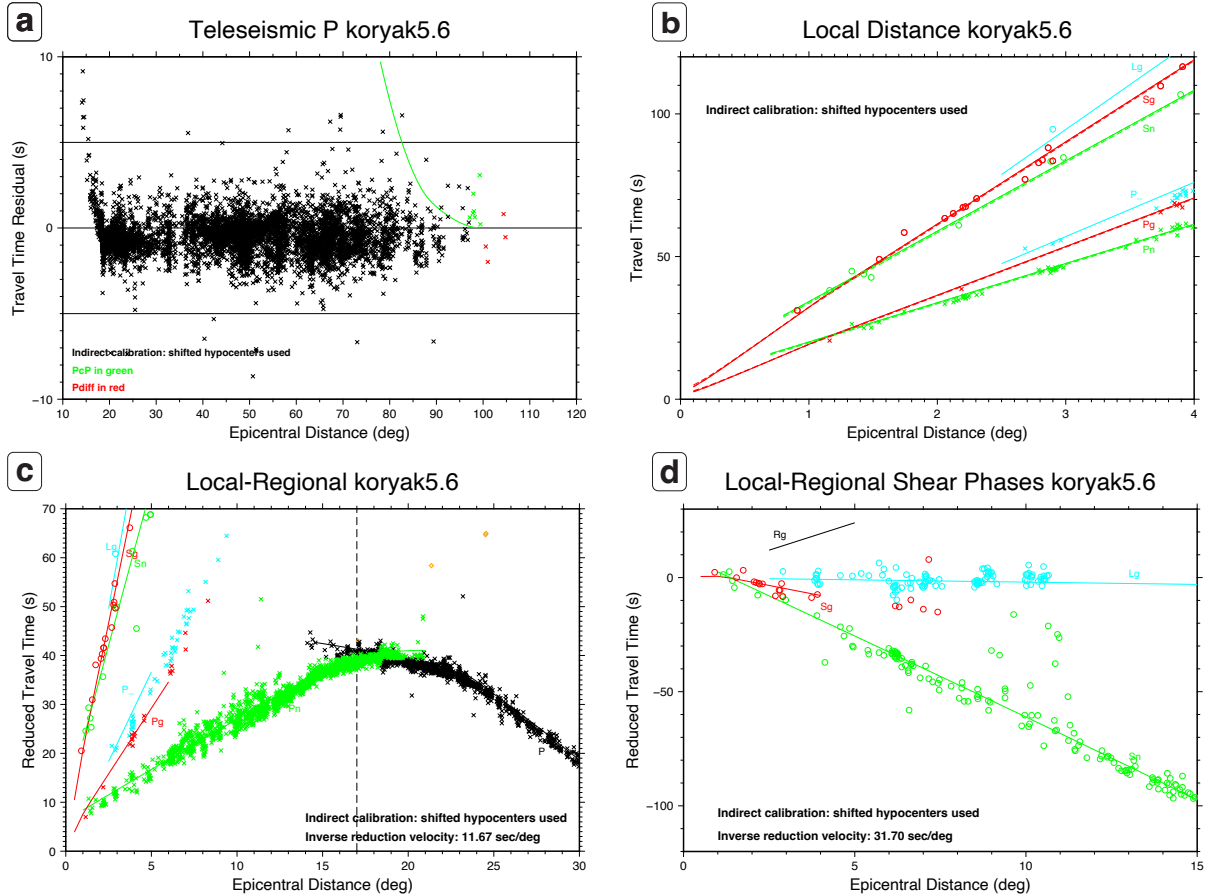 a
Teleseismic P koryak5.6
10
0
−10
Travel Time Residual (s)
Indirect calibration: shifted hypocenters used
PcP in green
Pdiff in red
10 20 30 40 50 60 70 80 90 100 110 120
Epicentral Distance (deg)
b
Local Distance koryak5.6
100
50
0
Travel Time (s)
Indirect calibration: shifted hypocenters used
Lg
Sg
Sn
P_
Pg
Pn
0 1 2 3 4
Epicentral Distance (deg)
c
Local-Regional koryak5.6
70
60
50
40
30
20
10
0
Reduced Travel Time (s)
Lg
Sg
Sn
P_
Pg
Pn
P
Indirect calibration: shifted hypocenters used
Inverse reduction velocity: 11.67 sec/deg
0 5 10 15 20 25 30
Epicentral Distance (deg)
d
Local-Regional Shear Phases koryak5.6
0
−50
−100
Reduced Travel Time (s)
Rg
Lg
Sg
Sn
Indirect calibration: shifted hypocenters used
Inverse reduction velocity: 31.70 sec/deg
0 5 10 15
Epicentral Distance (deg)